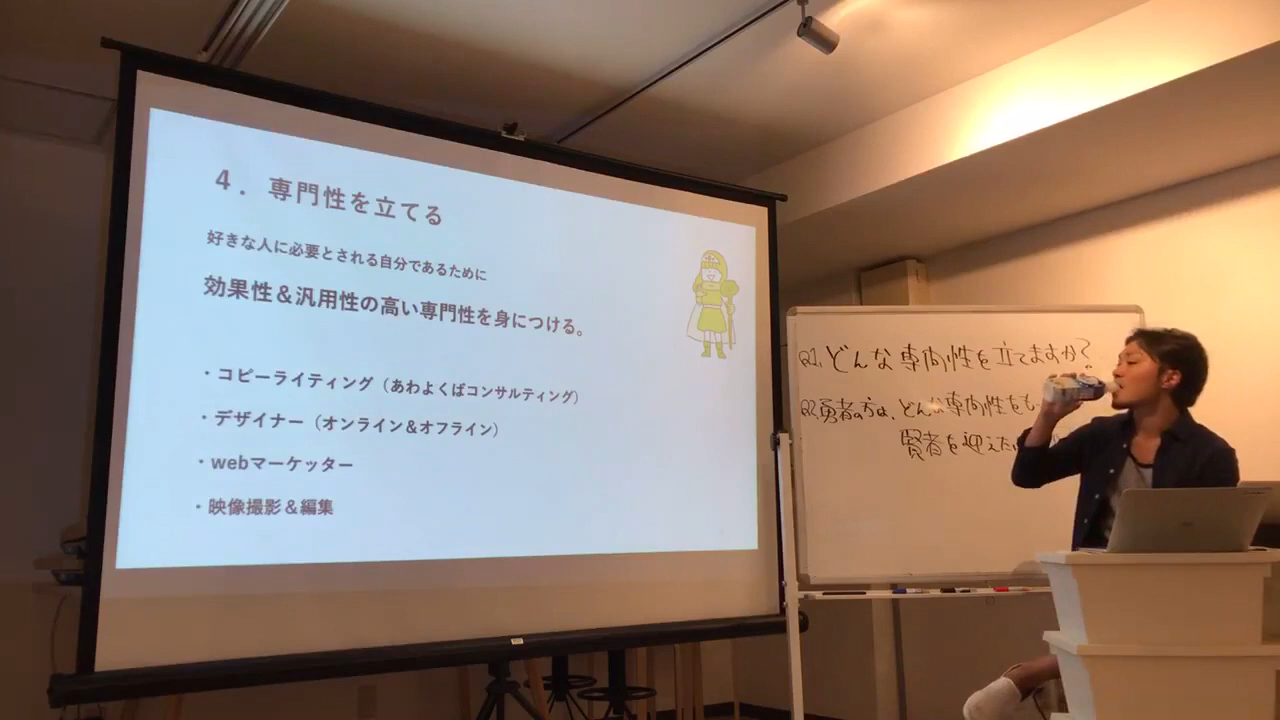 4．専門性を立てる
好きな人に必要とされる自分であるために
効果性＆汎用性の高い専門性を身につける。
・コピーライティング（あわよくばコンサルティング）
・デザイナー（オンライン＆オフライン）
・webマーケッター
・映像撮影＆編集
Q1.どんな専門性を立てますか？
Q2.勇者の方は、どんな専門性をも
賢者を迎えた